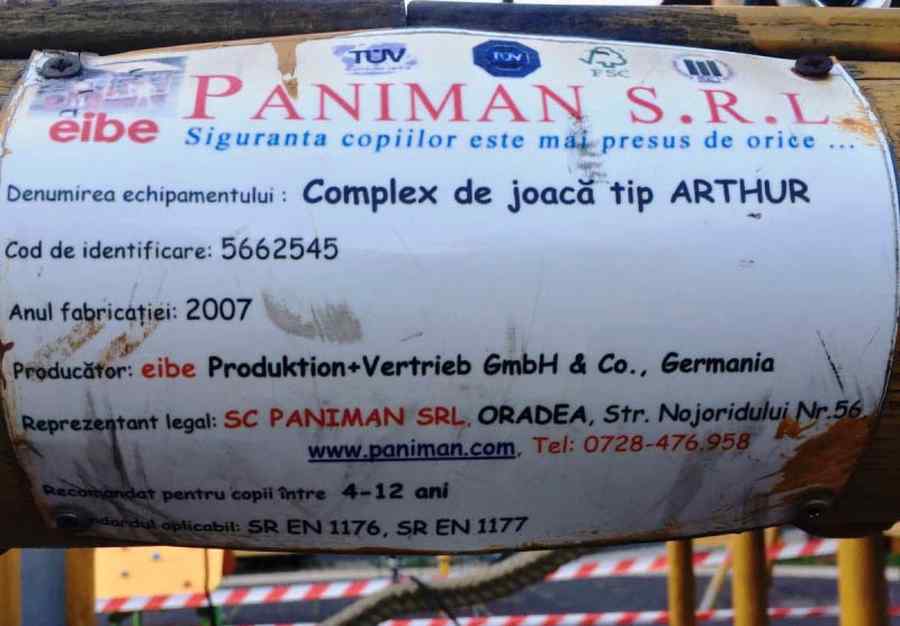 TÜV
TÜV
FSC
eibe
PANIMAN S.R.L
Siguranta copiilor este mai presus de orice ...
Denumirea echipamentului : Complex de joacă tip ARTHUR
Cod de identificare: 5662545
Anul fabricației: 2007
Producător: eibe Produktion+Vertrieb GmbH & Co., Germania
Reprezentant legal: SC PANIMAN SRL, ORADEA, Str. Nojoridului Nr.56
www.paniman.com, Tel: 0728-476.958
Recomandat pentru copii între 4-12 ani
aplicabil: SR EN 1176, SR EN 1177